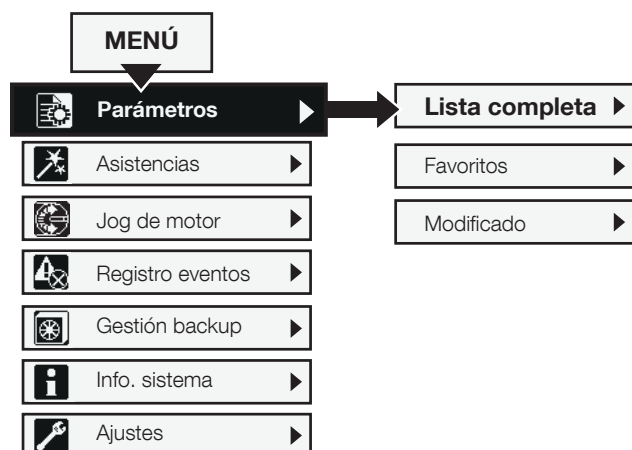 MENÚ
Parámetros
Lista completa
Asistencias
Favoritos
Jog de motor
Modificado
Registro eventos
Gestión backup
Info. sistema
Ajustes